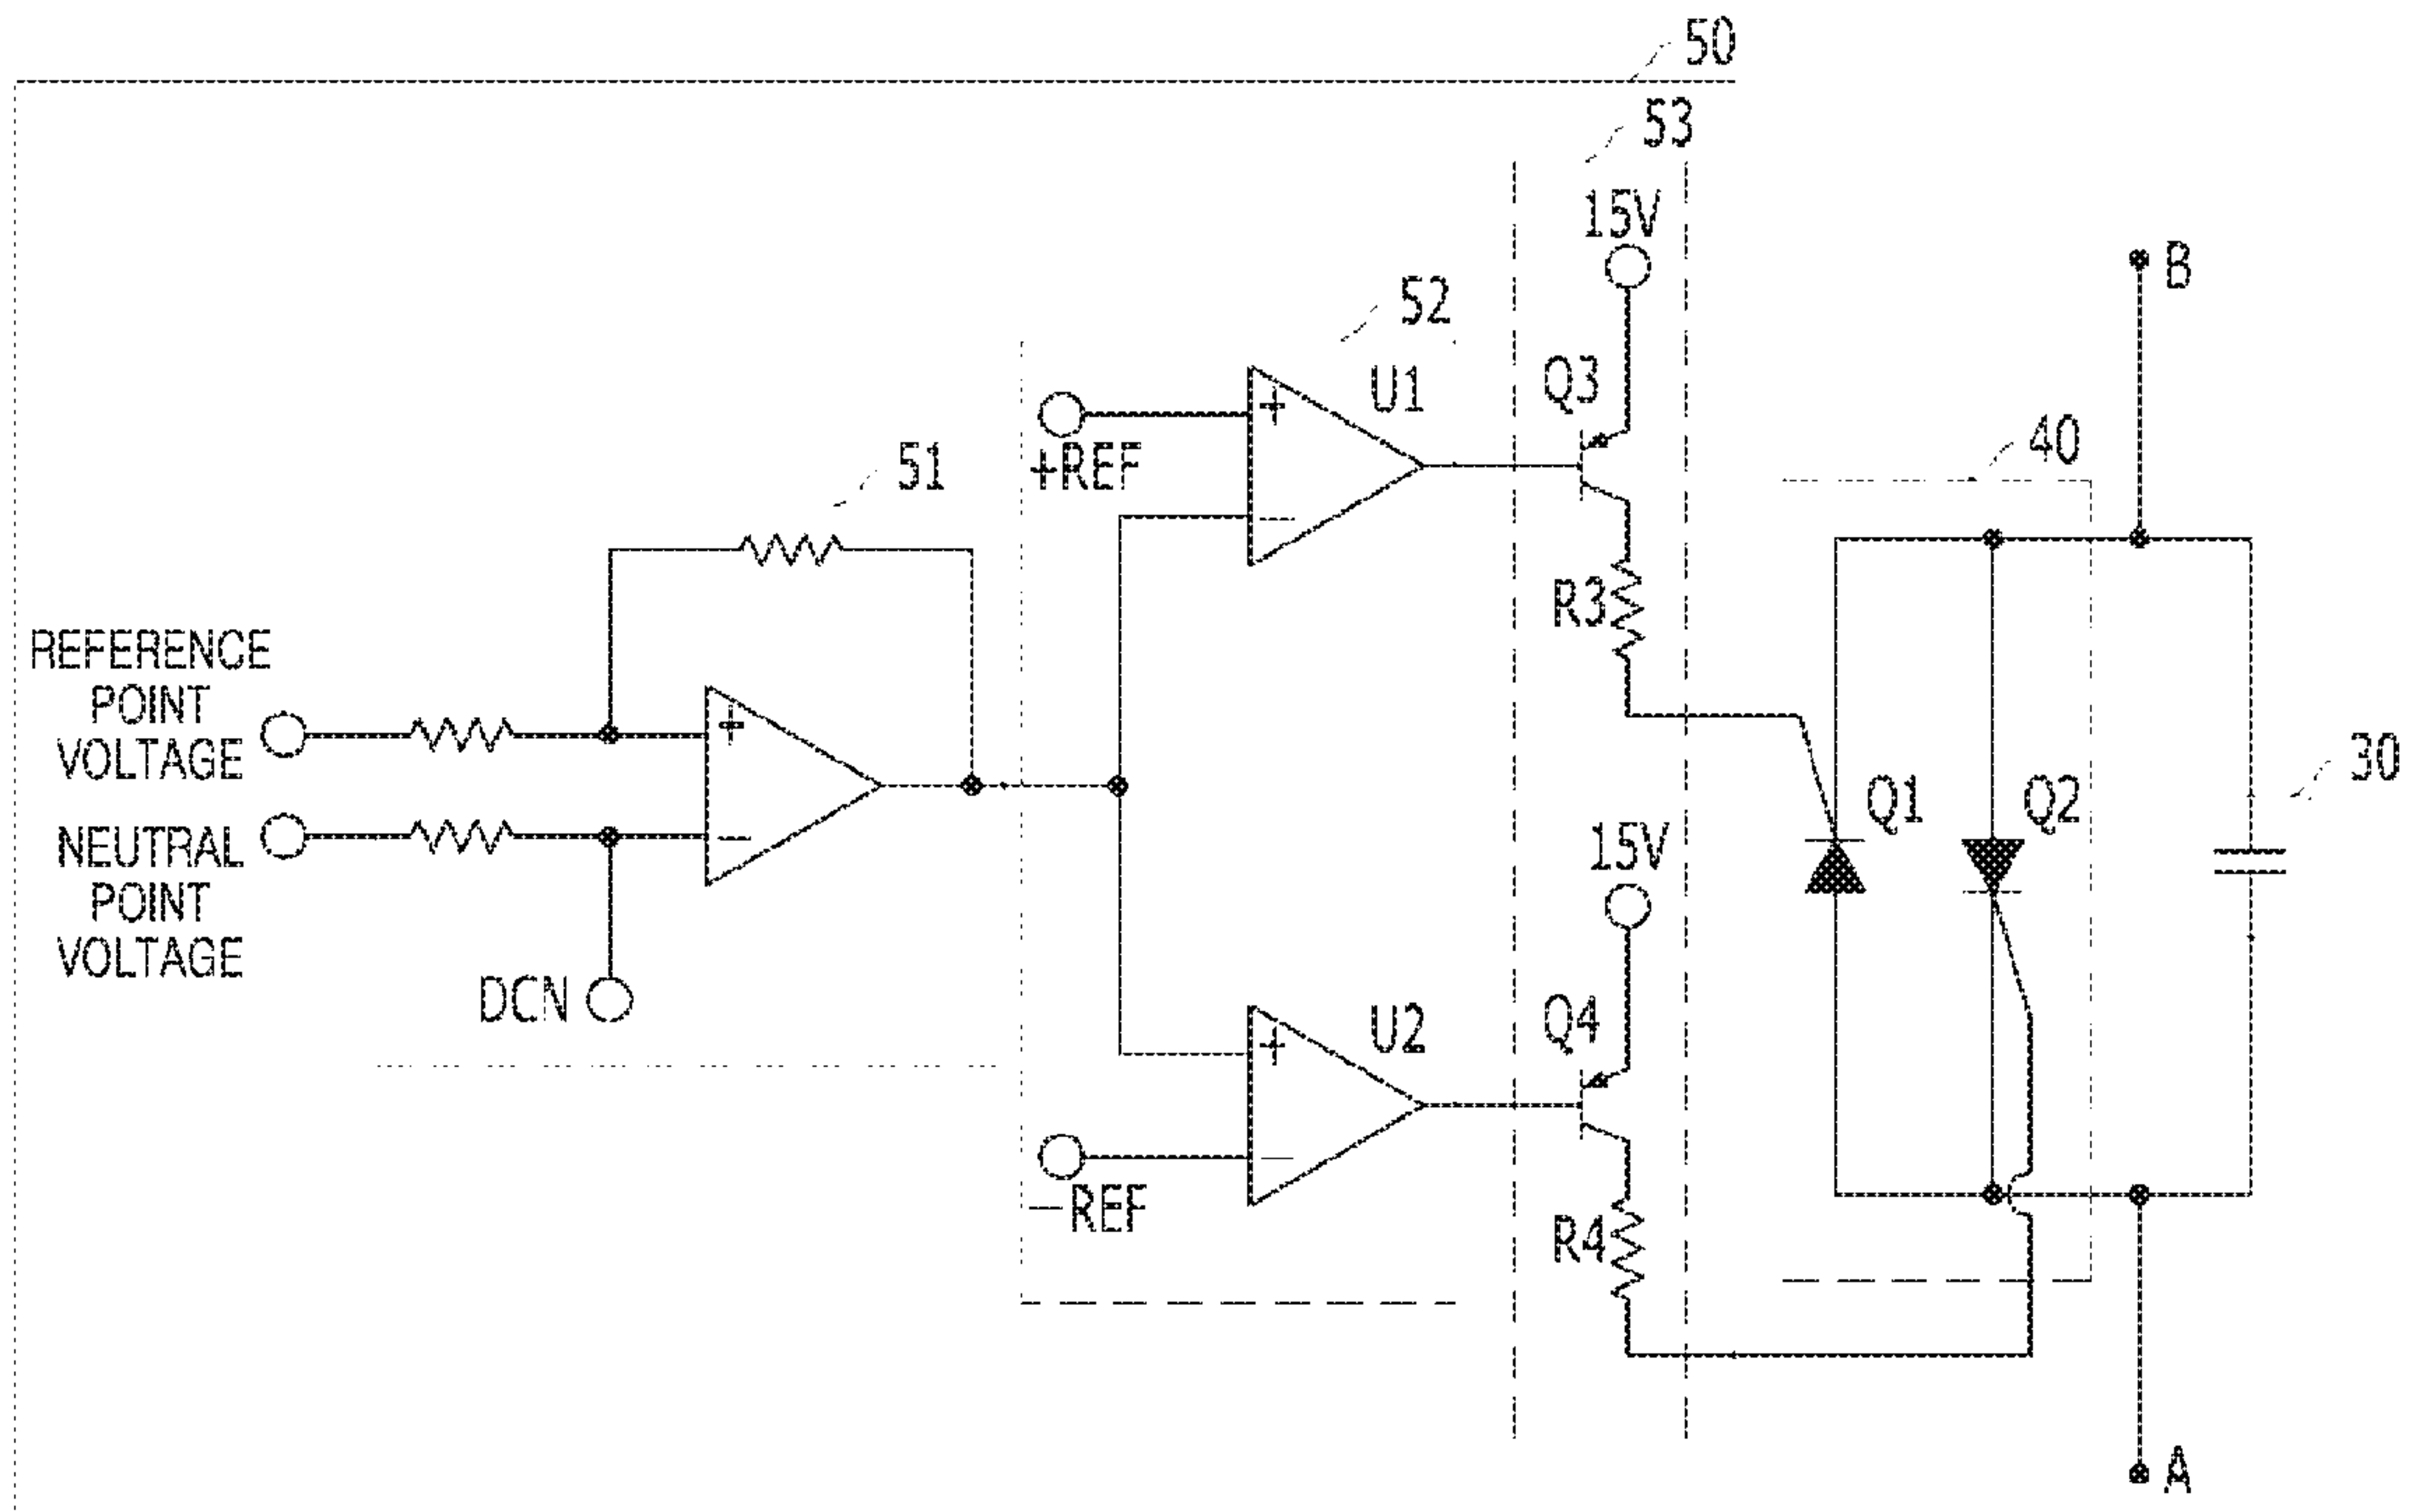 50
53
15V
B
52
Q3
U1
+
+REF
40
51
−
R3
REFERENCE
POINT
VOLTAGE
+
30
Q1
Q2
15V
NEUTRAL
POINT
VOLTAGE
−
DCN
Q4
U2
+
−
−REF
R4
A